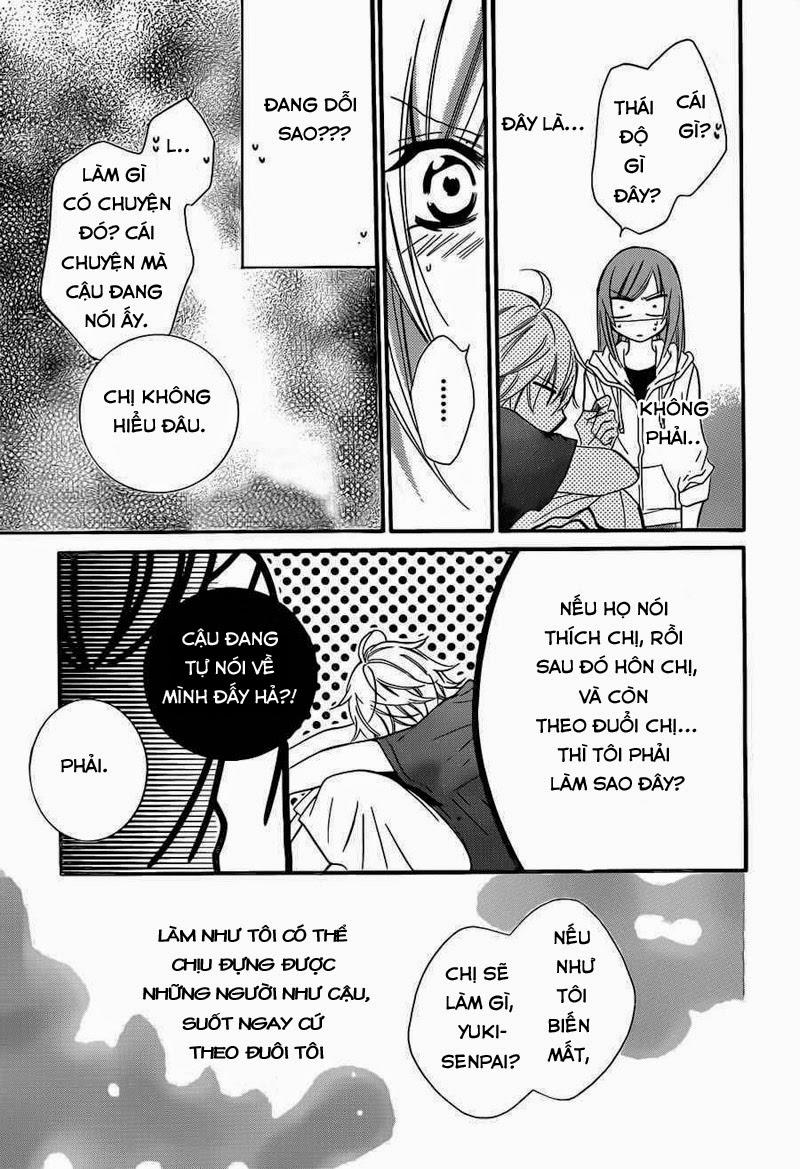 CÁI
GÌ?
THÁI
ĐỘ
GÌ
ĐÂY?
KHÔNG
PHẢI..
ĐÂY LÀ...
ĐANG DỖI
SAO???
L..
LÀM GÌ
CÓ CHUYỆN
ĐÓ? CÁI
CHUYỆN MÀ
CẬU ĐANG
NÓI ẤY.
CHỊ KHÔNG
HIỂU ĐÂU.
NẾU HỌ NÓI
THÍCH CHỊ, RỒI
SAU ĐÓ HÔN CHỊ,
VÀ CÒN
THEO ĐUỔI CHỊ...
THÌ TÔI PHẢI
LÀM SAO ĐÂY?
CẬU ĐANG
TỰ NÓI VỀ
MÌNH ĐẤY HẢ?!
PHẢI.
NẾU
NHƯ
TÔI
BIẾN
MẤT,
CHỊ SẼ
LÀM GÌ,
YUKI-
SENPAI?
LÀM NHƯ TÔI CÓ THỂ
CHỊU ĐỰNG ĐƯỢC
NHỮNG NGƯỜI NHƯ CẬU,
SUỐT NGAY CỨ
THEO ĐUÔI TÔI